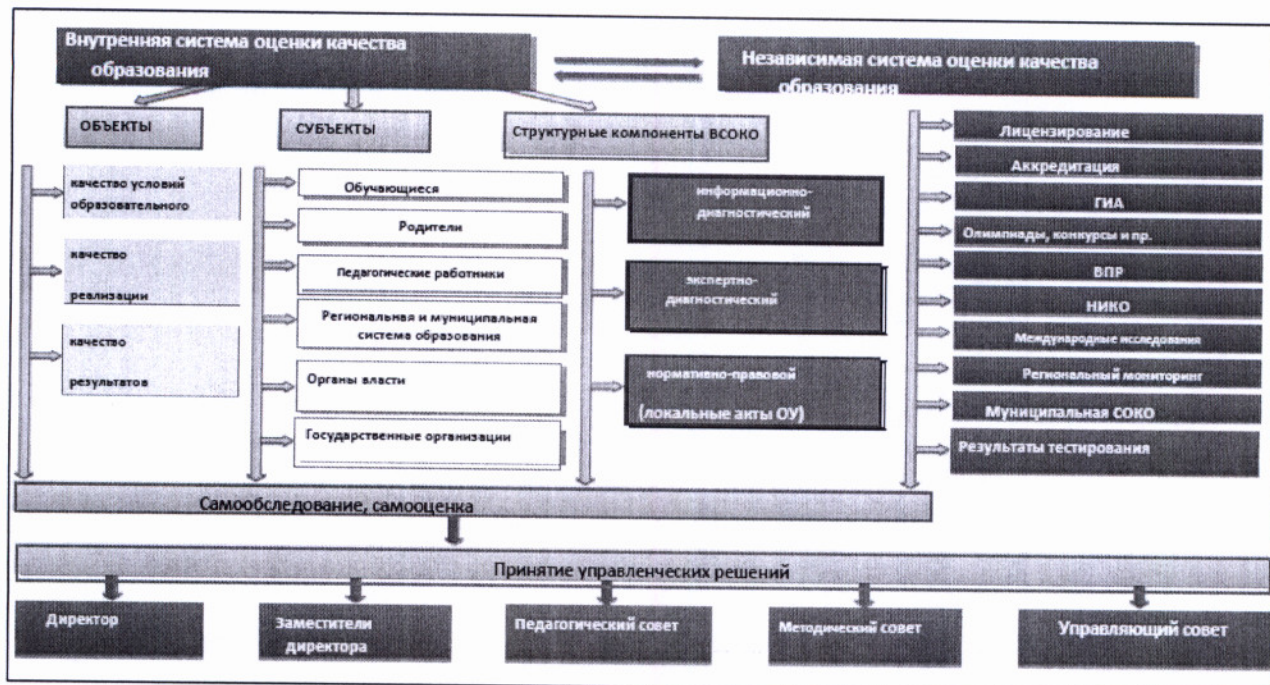 Внутренняя система оценки качества
образования
Независимая система оценки качества
образования
ОБЪЕКТЫ
СУБЪЕКТЫ
Структурные компоненты ВСОКО
качество условий
образовательного
качество
реализации
качество
результатов
Обучающиеся
Родители
Педагогические работники
Региональная и муниципальная
система образования
Органы власти
Государственные организации
информационно-
диагностический
экспертно-
диагностический
нормативно-правовой
(локальные акты ОУ)
Лицензирование
Аккредитация
ГИА
Олимпиады, конкурсы и пр.
ВПР
НИКО
Международные исследования
Региональный мониторинг
Муниципальная СОКО
Результаты тестирования
Самообследование, самооценка
Принятие управленческих решений
Директор
Заместители
директора
Педагогический совет
Методический совет
Управляющий совет